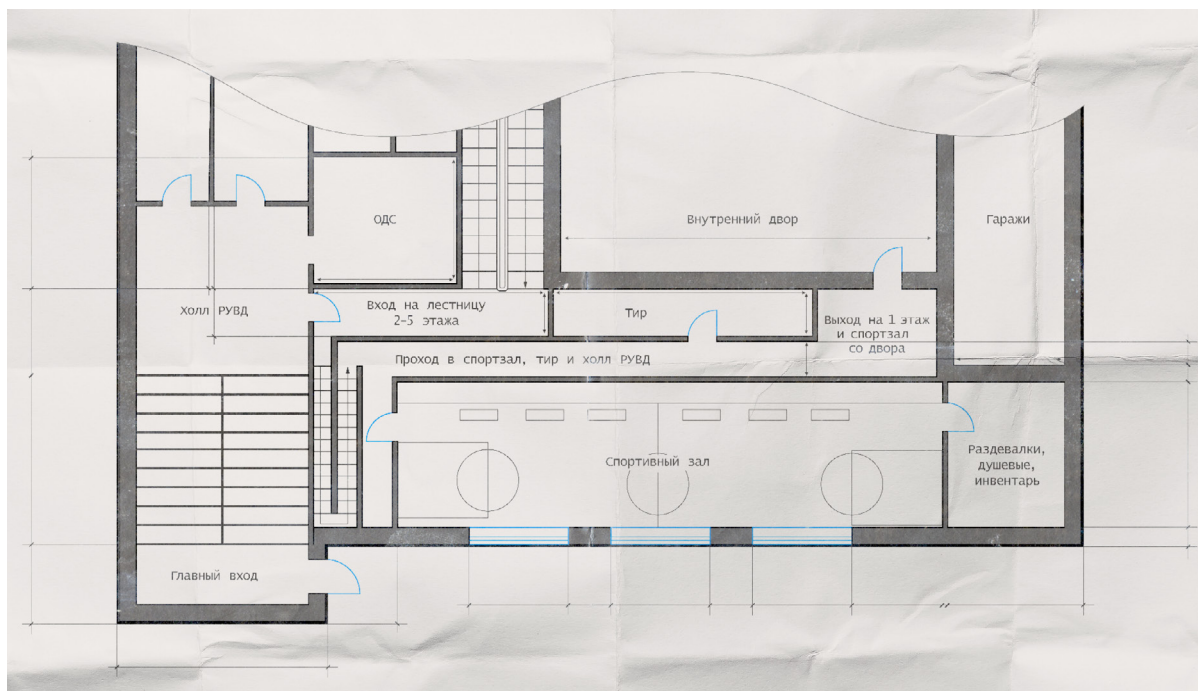 ОДС
Внутренний двор
Гаражи
Холл РУВД
Вход на лестницу
2-5 этажа
Тир
Выход на 1 этаж
и спортзал
со двора
Проход в спортзал, тир и холл РУВД
Спортивный зал
Раздевалки,
душевые,
инвентарь
Главный вход